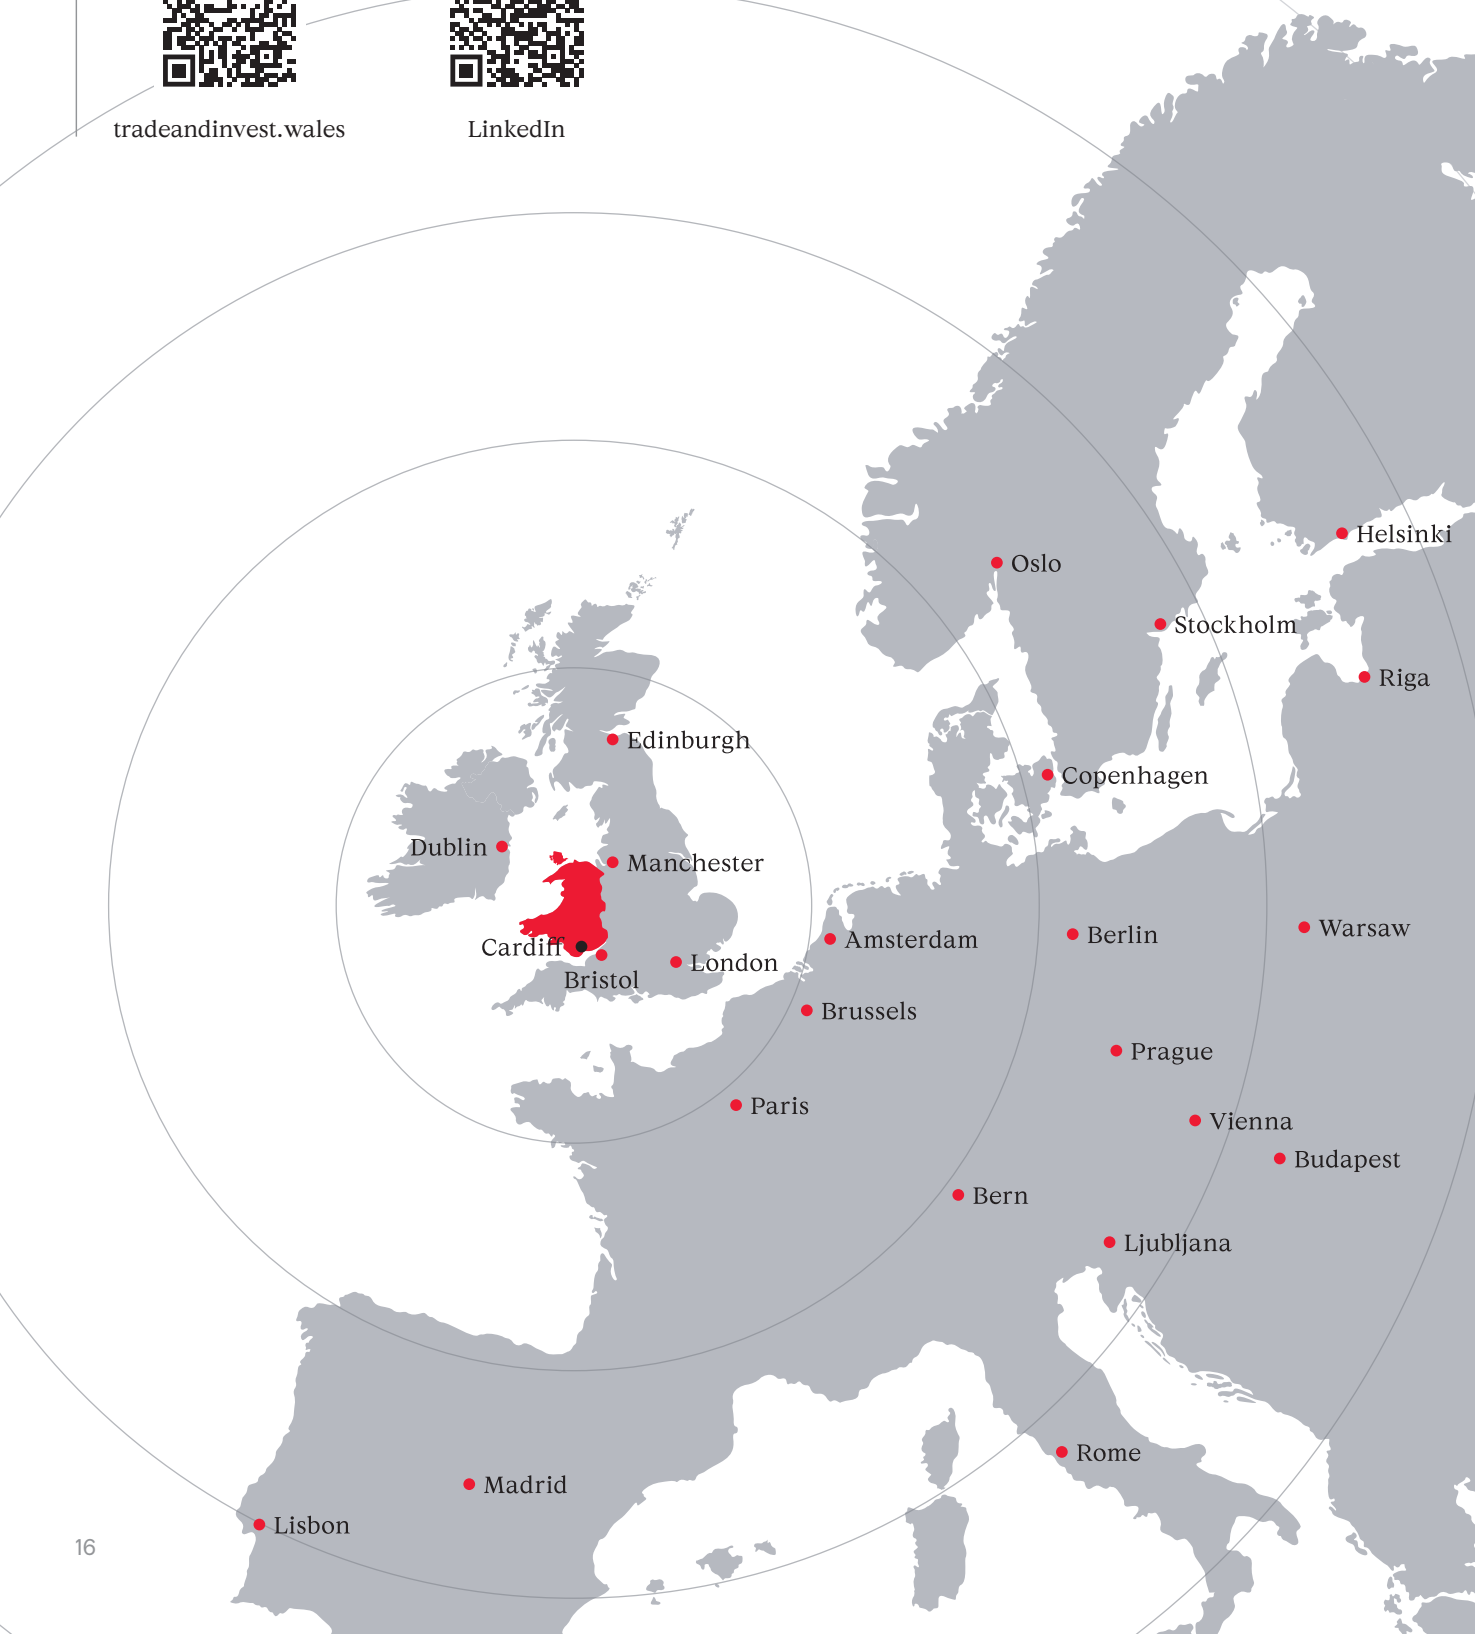 tradeandinvest.wales
LinkedIn
Helsinki
Oslo
Stockholm
Riga
Edinburgh
Copenhagen
Dublin
Manchester
Warsaw
Berlin
Amsterdam
Cardiff
London
Bristol
Brussels
Prague
Paris
Vienna
Budapest
Bern
Ljubljana
Rome
Madrid
Lisbon
16